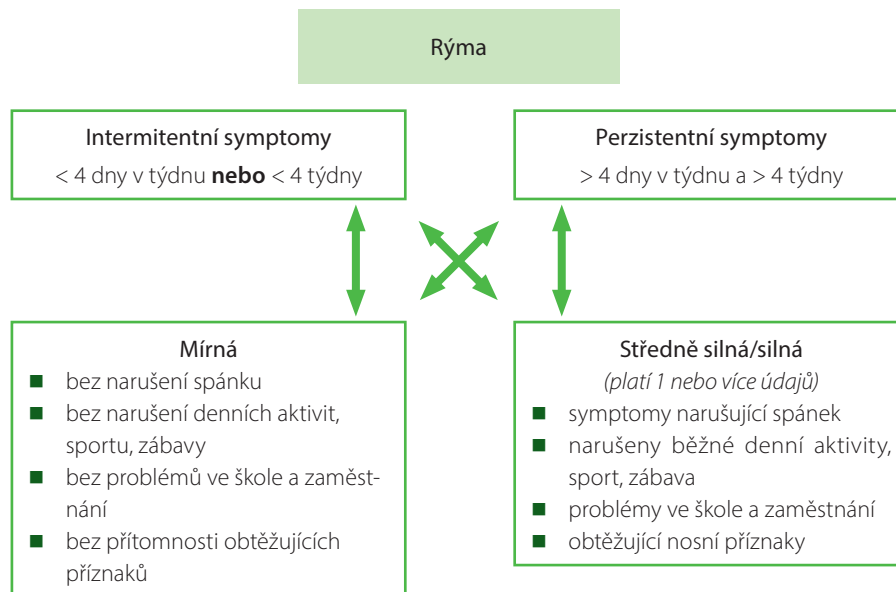 Rýma
Intermitentní symptomy
< 4 dny v týdnu nebo < 4 týdny
Perzistentní symptomy
> 4 dny v týdnu a > 4 týdny
Mírná
■ bez narušení spánku
■ bez narušení denních aktivit,
sportu, zábavy
■ bez problémů ve škole a zaměst-
nání
■ bez přítomnosti obtěžujících
příznaků
Středně silná/silná
(platí 1 nebo více údajů)
■ symptomy narušující spánek
■ narušeny běžné denní aktivity,
sport, zábava
■ problémy ve škole a zaměstnání
■ obtěžující nosní příznaky